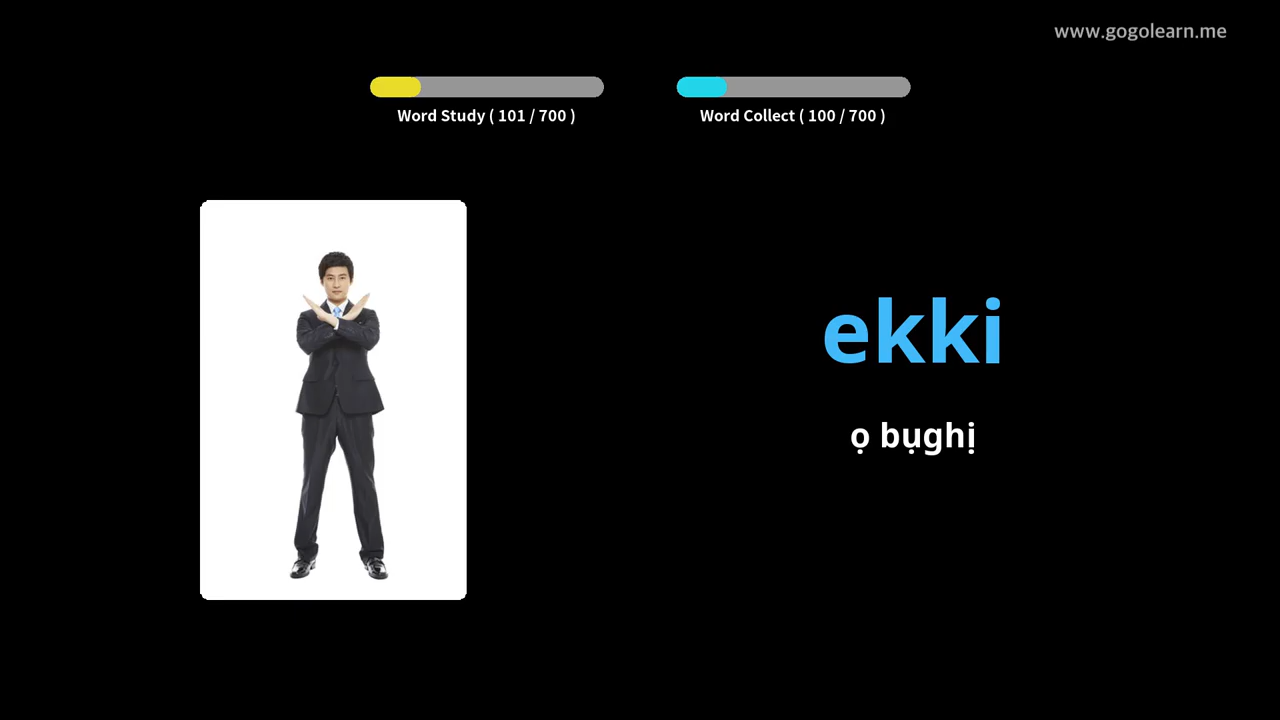 www.gogolearn.me
Word Study ( 101 / 700 )
Word Collect ( 100 / 700 )
ekki
ọ bụghị